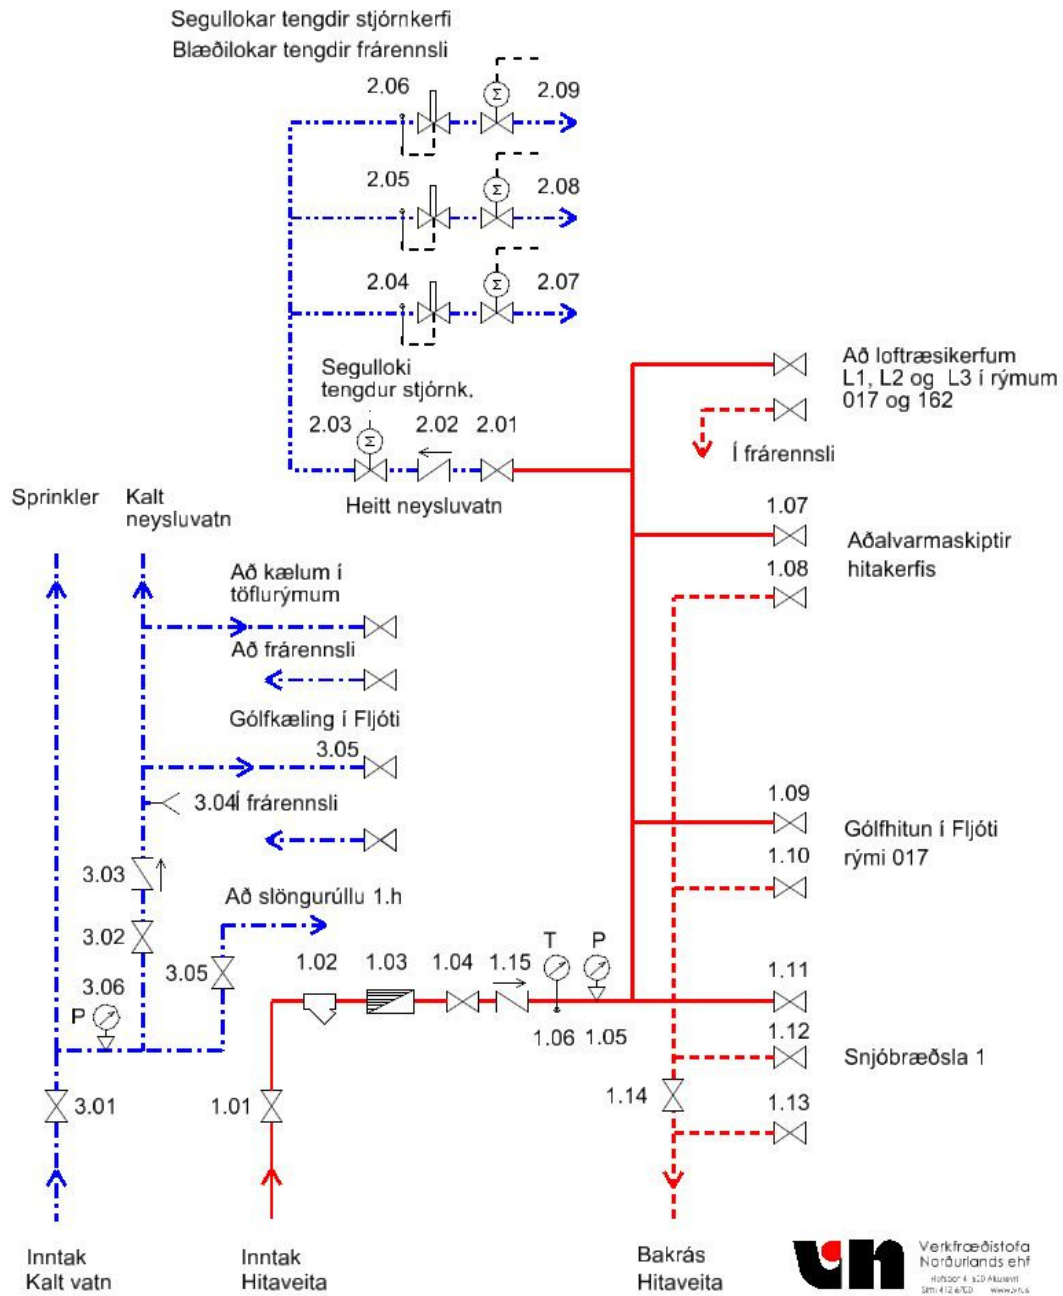 Segullokar tengdir stjórnkerfi
Blæðilokar tengdir frárennsli
2.06
2.09
Σ
2.05
2.08
Σ
2.04
2.07
Σ
Segulloki
tengdur stjórnk.
2.03
2.02
2.01
Σ
Heitt neysluvatn
Að loftræsikerfum
L1, L2 og L3 í rýmum
017 og 162
Í frárennsli
1.07
Aðalvarmaskiptir
hitakerfis
1.08
Sprinkler
Kalt
neysluvatn
Að kælum í
töflurýmum
Að frárennsli
Gólfkæling í Fljóti
3.05
3.04
Í frárennsli
3.03
Að slöngurúllu 1.h
3.02
3.05
3.06
P
3.01
1.09
Gólfhitun í Fljóti
rými 017
1.10
1.02
1.03
1.04
1.15
T
P
1.06
1.05
1.11
1.12
Snjóbræðsla 1
1.01
1.14
1.13
Inntak
Kalt vatn
Inntak
Hitaveita
Bakrás
Hitaveita
Verkfræðistofa
Norðurlands ehf